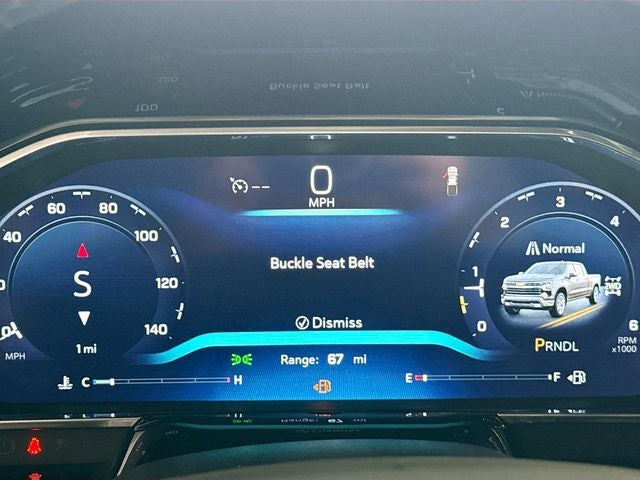 0
MPH
60 80
40 100
120
140
S
1 mi
MPH
Buckle Seat Belt
Dismiss
Range: 67 mi
C H
E F
2 3 4
1
0 6
Normal
2WD
PRNDL
RPM
x1000